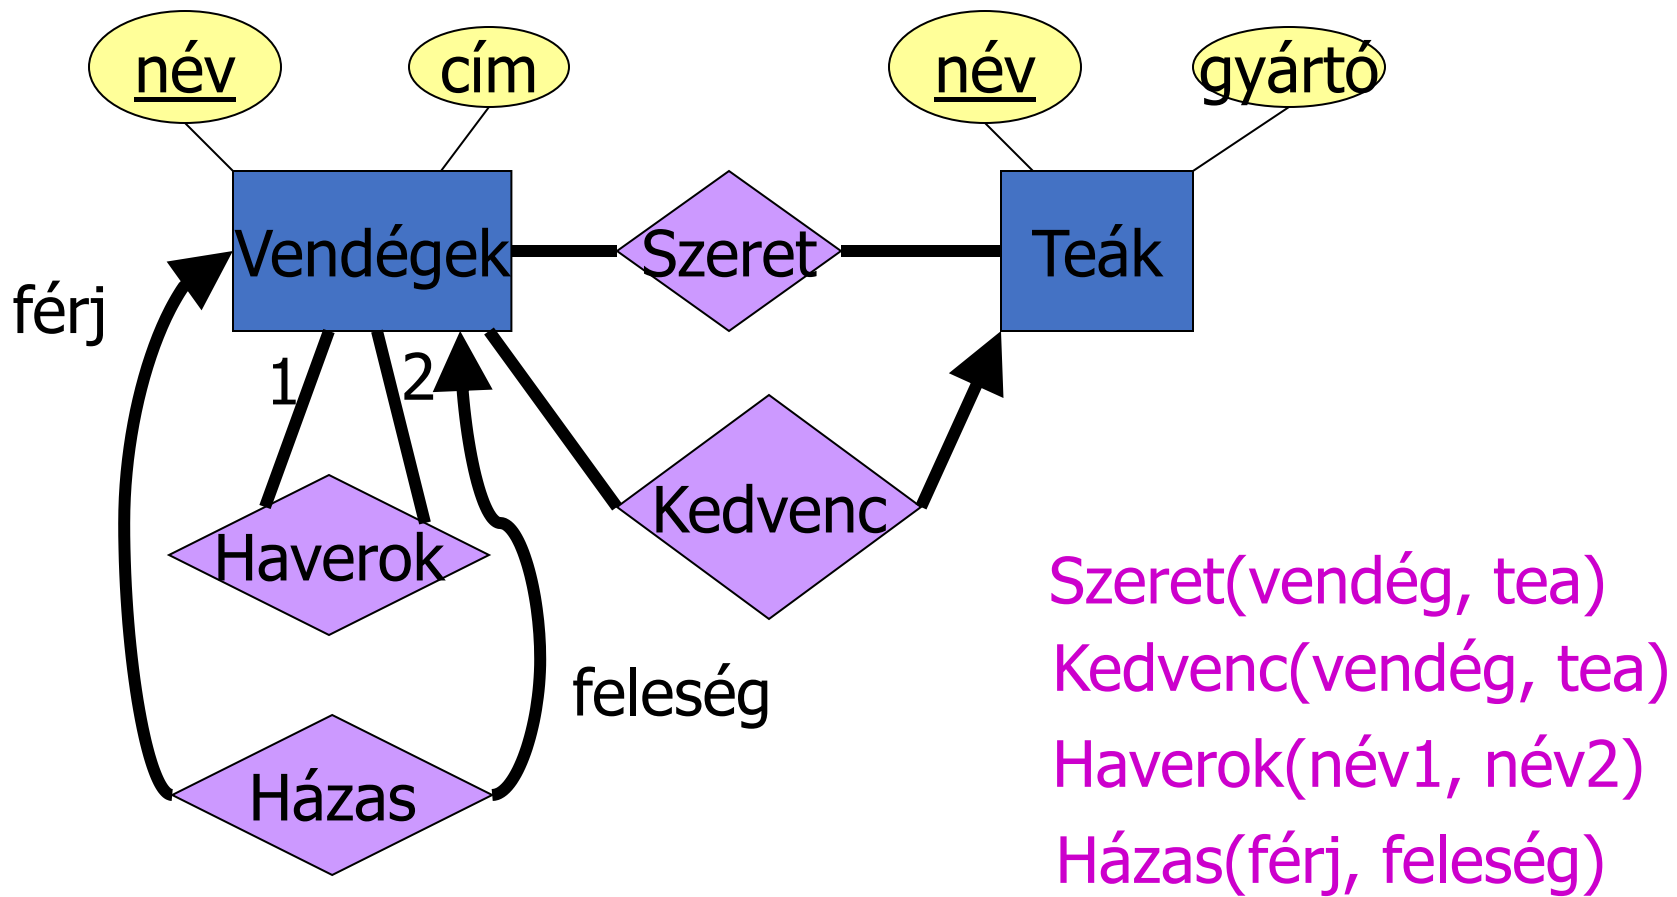 név
cím
név
gyártó
Vendégek
Szeret
Teák
férj
1
2
Kedvenc
Haverok
Szeret(vendég, tea)
Kedvenc(vendég, tea)
feleség
Haverok(név1, név2)
Házas
Házas(férj, feleség)